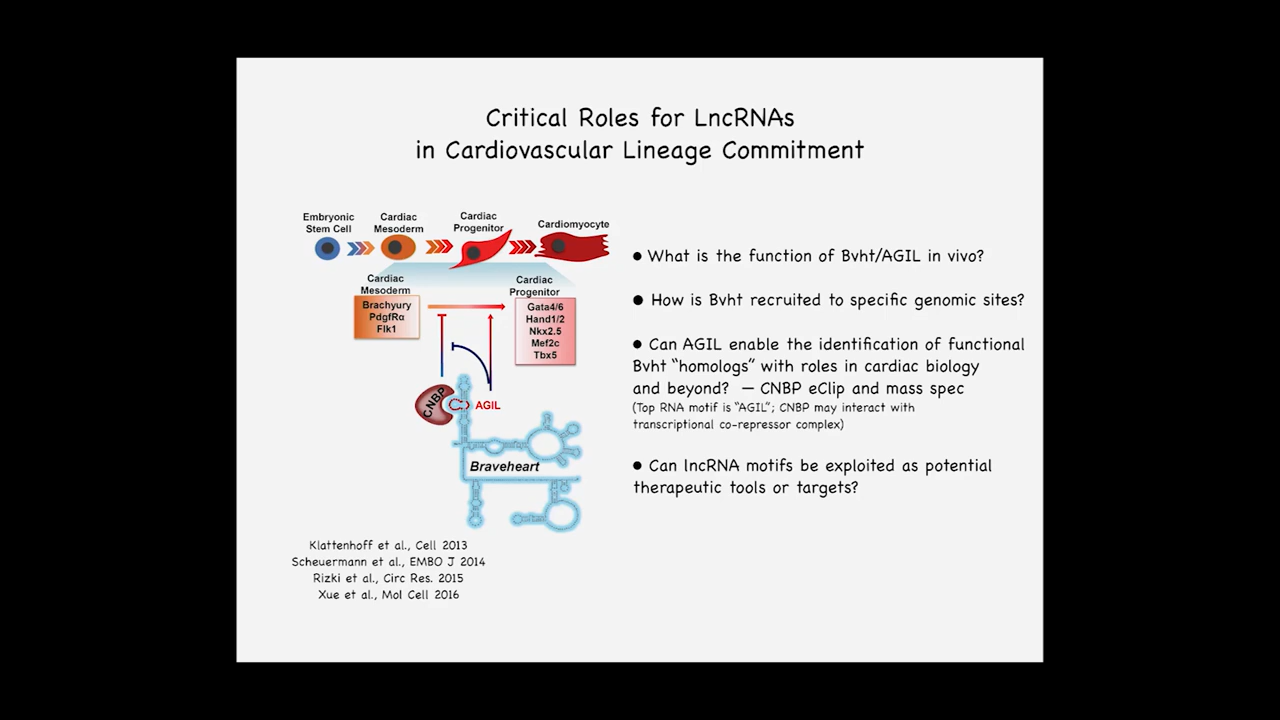 Critical Roles for LncRNAs
in Cardiovascular Lineage Commitment
Embryonic
Stem Cell
Cardiac
Mesoderm
Cardiac
Progenitor
Cardiomyocyte
Cardiac
Mesoderm
Brachyury
PdgfRα
Flk1
Cardiac
Progenitor
Gata4/6
Hand1/2
Nkx2.5
Mef2c
Tbx5
CNBP
AGIL
Braveheart
Klattenhoff et al., Cell 2013
Scheuermann et al., EMBO J 2014
Rizki et al., Circ Res. 2015
Xue et al., Mol Cell 2016
● What is the function of Bvht/AGIL in vivo?
● How is Bvht recruited to specific genomic sites?
● Can AGIL enable the identification of functional
Bvht “homologs” with roles in cardiac biology
and beyond? — CNBP eClip and mass spec
(Top RNA motif is “AGIL”; CNBP may interact with
transcriptional co-repressor complex)
● Can lncRNA motifs be exploited as potential
therapeutic tools or targets?